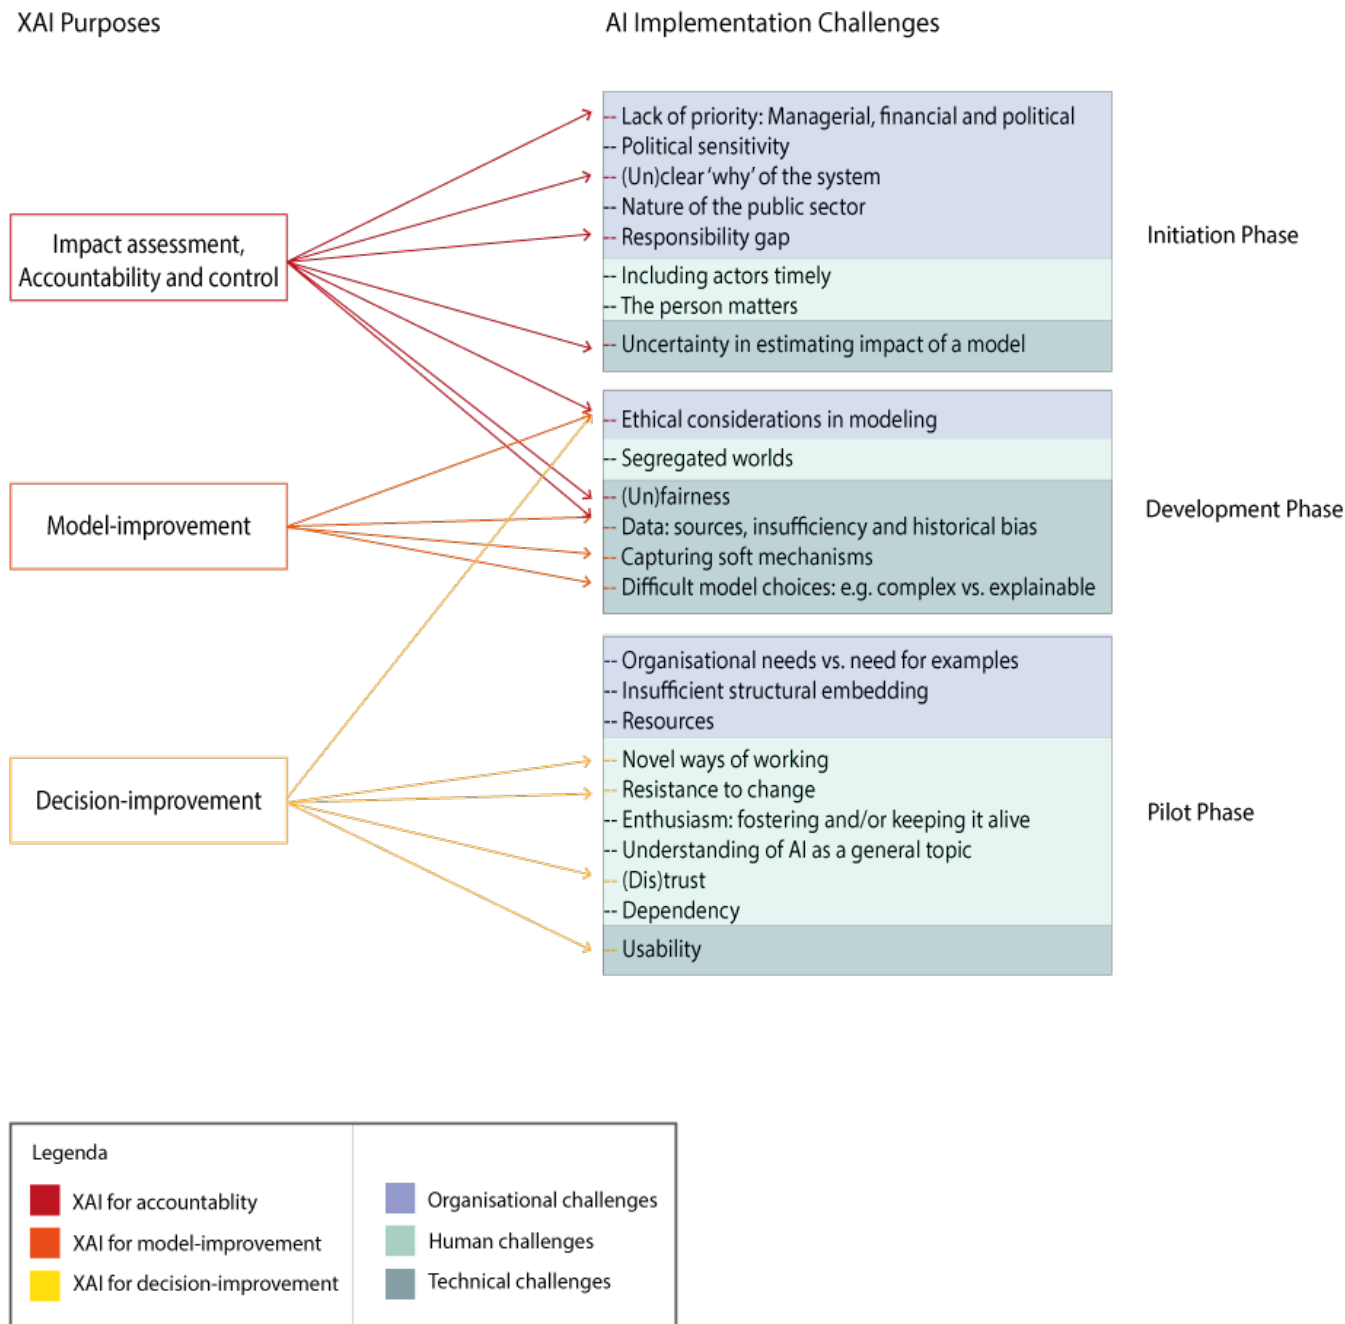 XAI Purposes
AI Implementation Challenges
Impact assessment,
Accountability and control
Model-improvement
Decision-improvement
-- Lack of priority: Managerial, financial and political
-- Political sensitivity
-- (Un)clear ‘why’ of the system
-- Nature of the public sector
-- Responsibility gap
-- Including actors timely
-- The person matters
-- Uncertainty in estimating impact of a model
Initiation Phase
-- Ethical considerations in modeling
-- Segregated worlds
-- (Un)fairness
-- Data: sources, insufficiency and historical bias
-- Capturing soft mechanisms
-- Difficult model choices: e.g. complex vs. explainable
Development Phase
-- Organisational needs vs. need for examples
-- Insufficient structural embedding
-- Resources
-- Novel ways of working
-- Resistance to change
-- Enthusiasm: fostering and/or keeping it alive
-- Understanding of AI as a general topic
-- (Dis)trust
-- Dependency
-- Usability
Pilot Phase
Legenda
XAI for accountablity
XAI for model-improvement
XAI for decision-improvement
Organisational challenges
Human challenges
Technical challenges